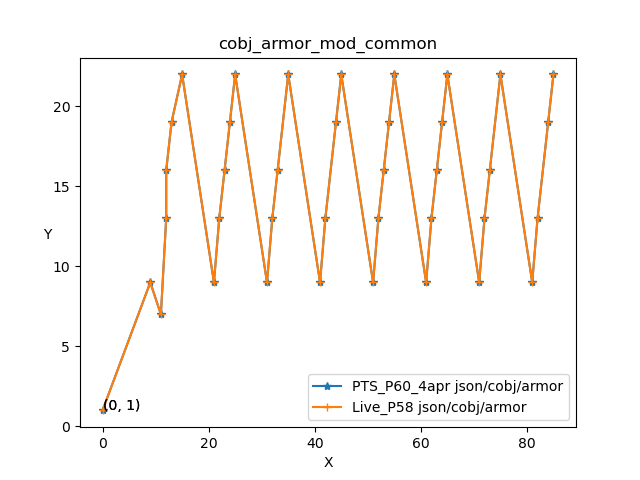 cobj_armor_mod_common
20
15
Y
10
5
(0, 1)
0
PTS_P60_4apr json/cobj/armor
Live_P58 json/cobj/armor
0 20 40 60 80
X